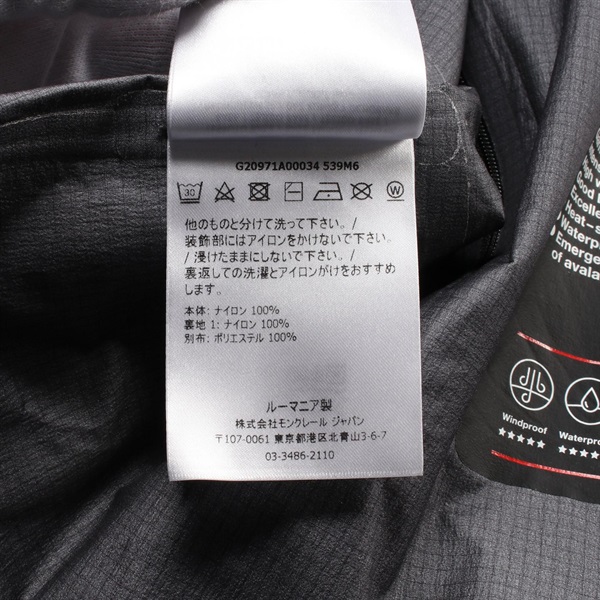 G20971A00034 539M6
30
W
他のものと分けて洗って下さい。/
装飾部にはアイロンをかけないで下さい。
/ 浸けたままにしないで下さい。/
裏返しての洗濯とアイロンがけをおすすめ
します。
本体: ナイロン 100%
裏地 1: ナイロン 100%
別布: ポリエステル 100%
ルーマニア製
株式会社モンクレール ジャパン
〒107-0061 東京都港区北青山3-6-7
03-3486-2110
Heat-s
Waterp
Emerge
of avala
Windproof
★★★★★
Waterpro
★★★★